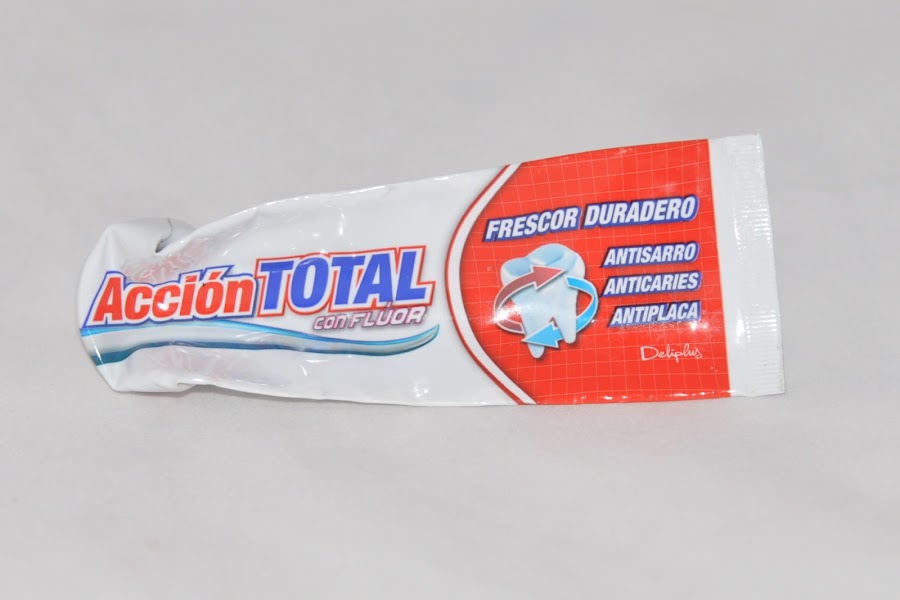 Acción TOTAL
con FLÚOR
FRESCOR DURADERO
ANTISARRO
ANTICARIES
ANTIPLACA
Deliplus